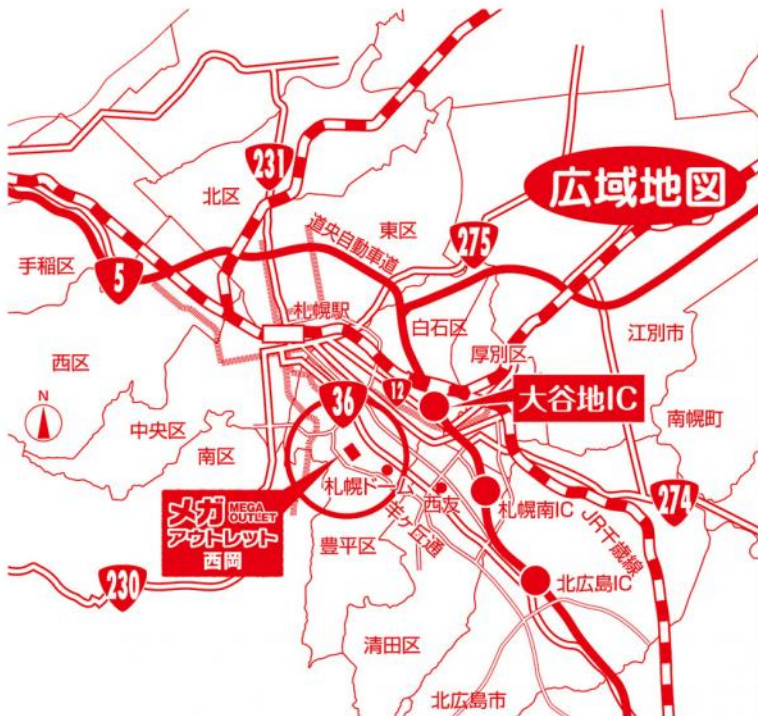 231
北区
広域地図
東区
道央自動車道
275
手稲区
5
札幌駅
白石区
江別市
厚別区
西区
36
12
大谷地IC
N
中央区
南区
南幌町
札幌ドーム
西友
札幌南IC
274
メガ MEGA OUTLET
アウトレット
西岡
羊ヶ丘通
JR千歳線
豊平区
230
北広島IC
清田区
北広島市